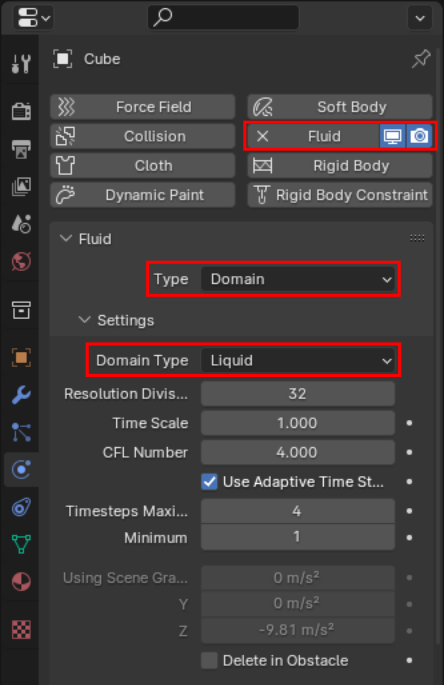 Cube
Force Field Soft Body
Collision Fluid
Cloth Rigid Body
Dynamic Paint Rigid Body Constraint
Fluid
Type Domain
Settings
Domain Type Liquid
Resolution Divis... 32
Time Scale 1.000
CFL Number 4.000
Use Adaptive Time St...
Timesteps Maxi... 4
Minimum 1
Using Scene Gra... 0 m/s²
Y 0 m/s²
Z -9.81 m/s²
Delete in Obstacle